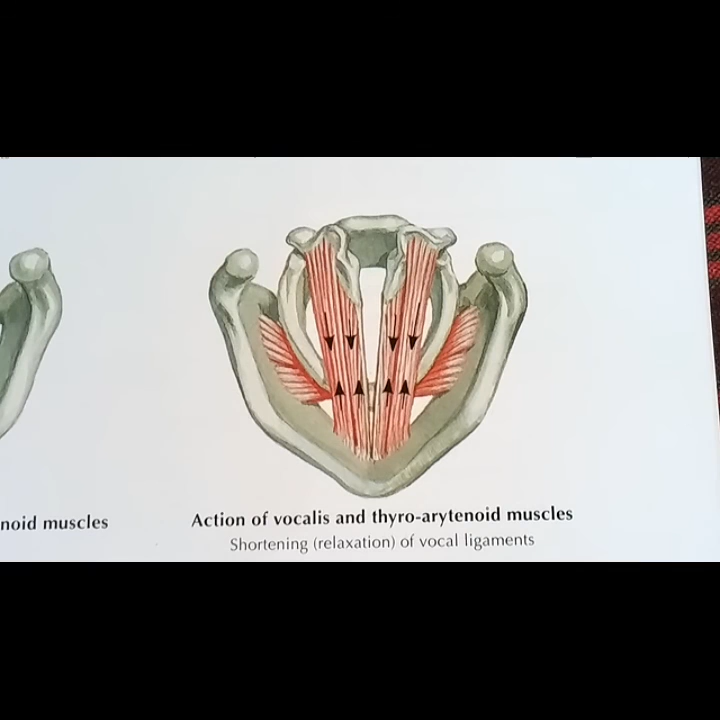 noid muscles
Action of vocalis and thyro-arytenoid muscles
Shortening (relaxation) of vocal ligaments